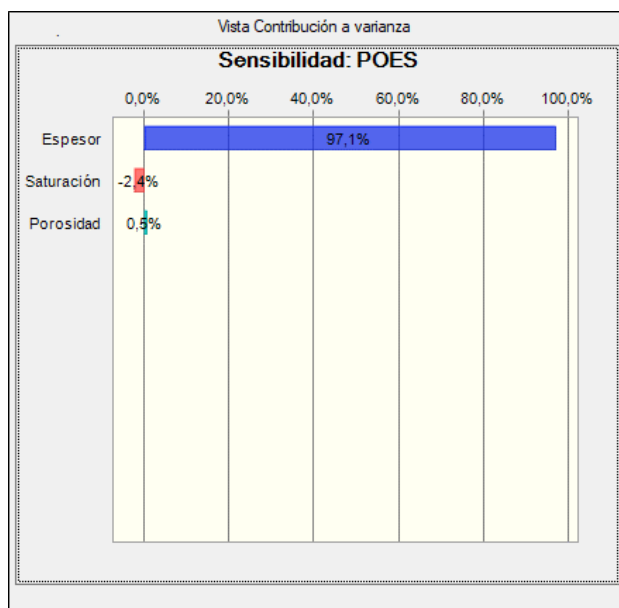 Vista Contribución a varianza
Sensibilidad: POES
0,0% 20,0% 40,0% 60,0% 80,0% 100,0%
Espesor 97,1%
Saturación -2,4%
Porosidad 0,5%